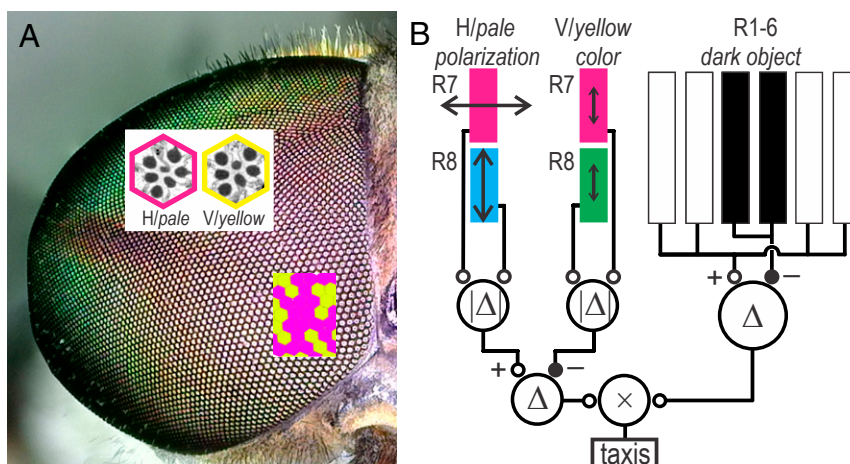 A
H/pale
V/yellow
B
H/pale
polarization
V/yellow
color
R1-6
dark object
R7
R7
R8
R8
|Δ|
|Δ|
+
−
Δ
+
−
Δ
×
taxis